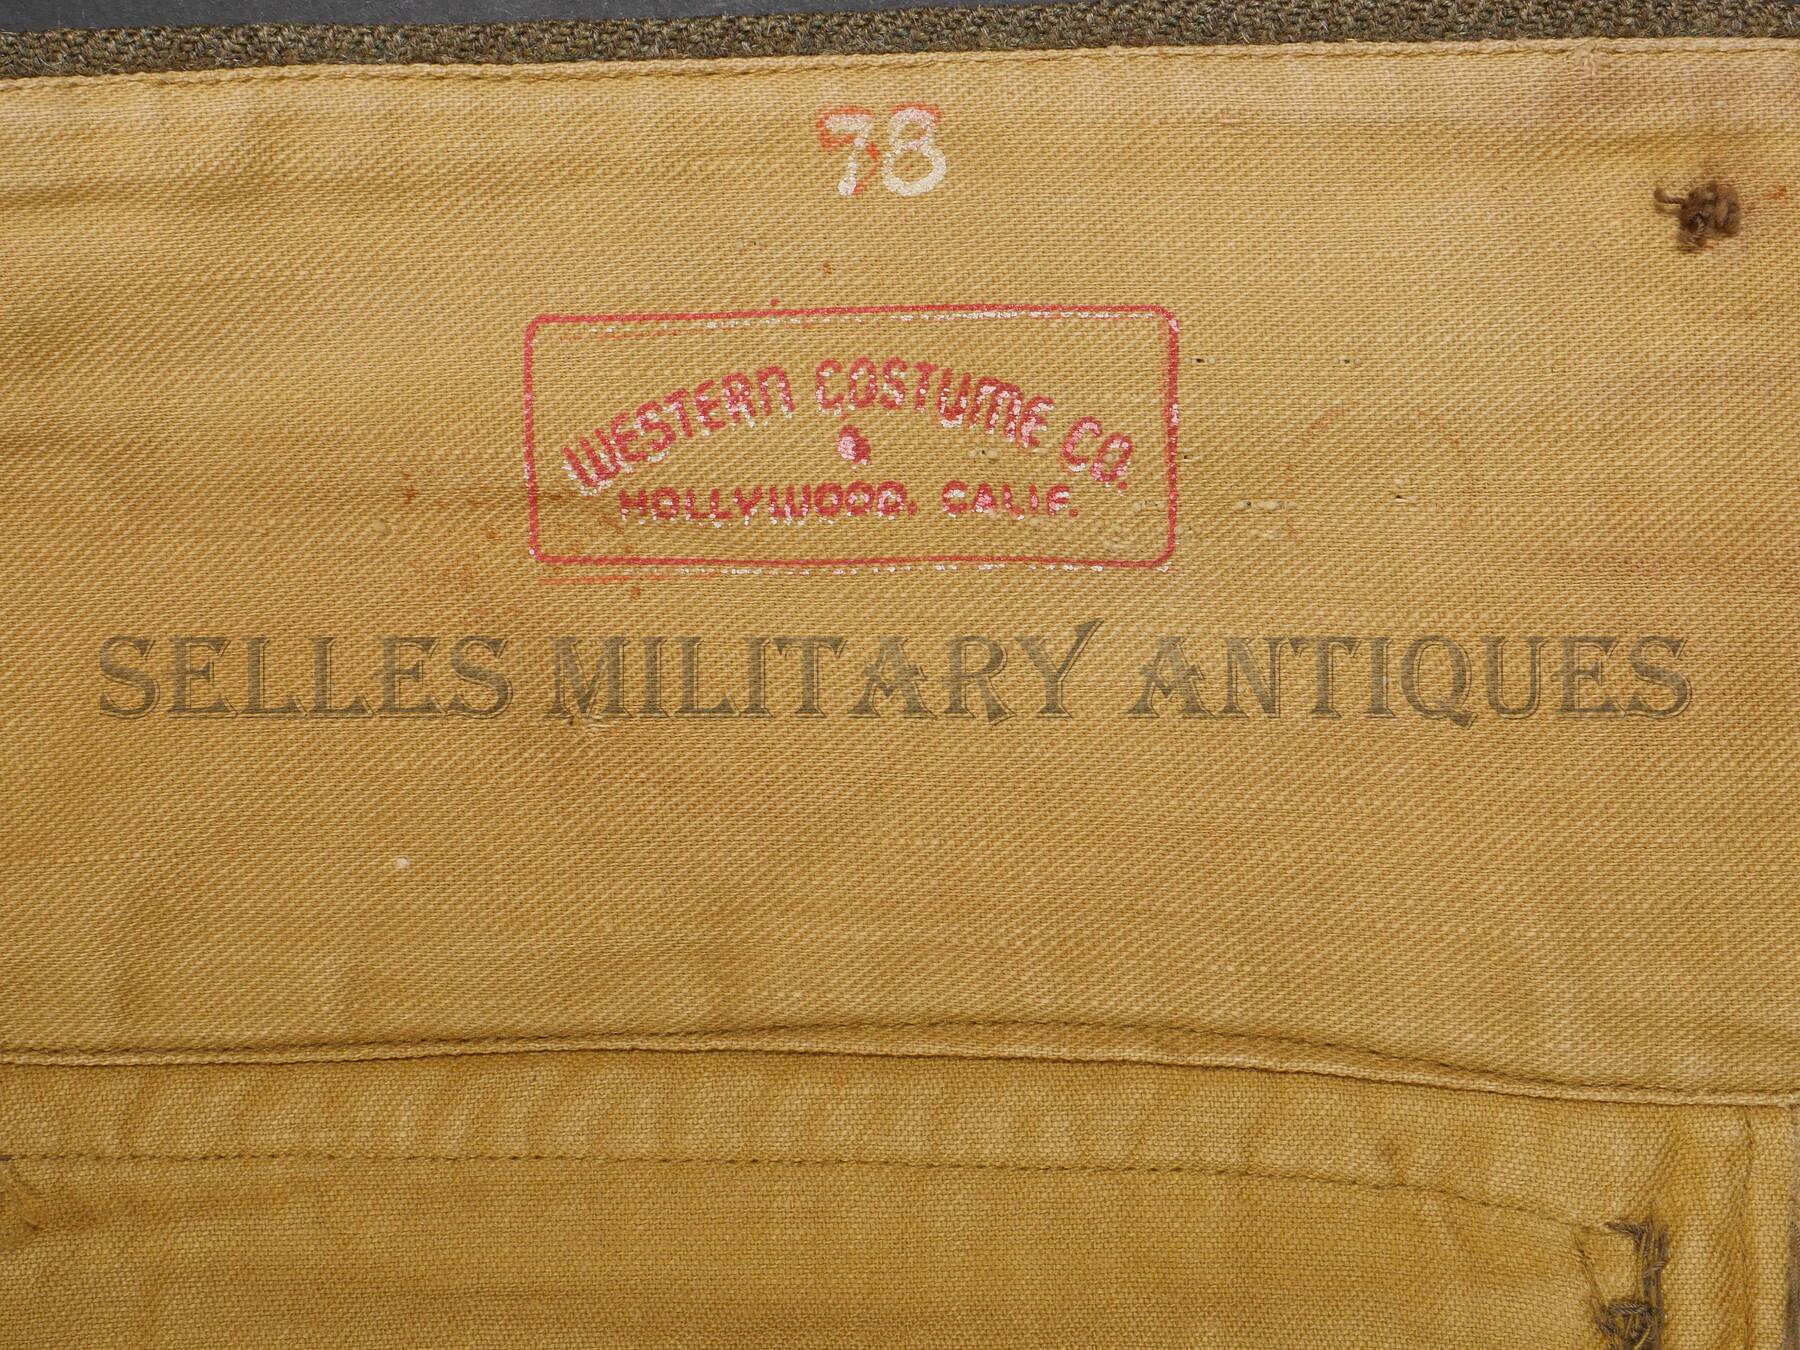 78
WESTERN COSTUME CO.
HOLLYWOOD, CALIF.
SELLES MILITARY ANTIQUES